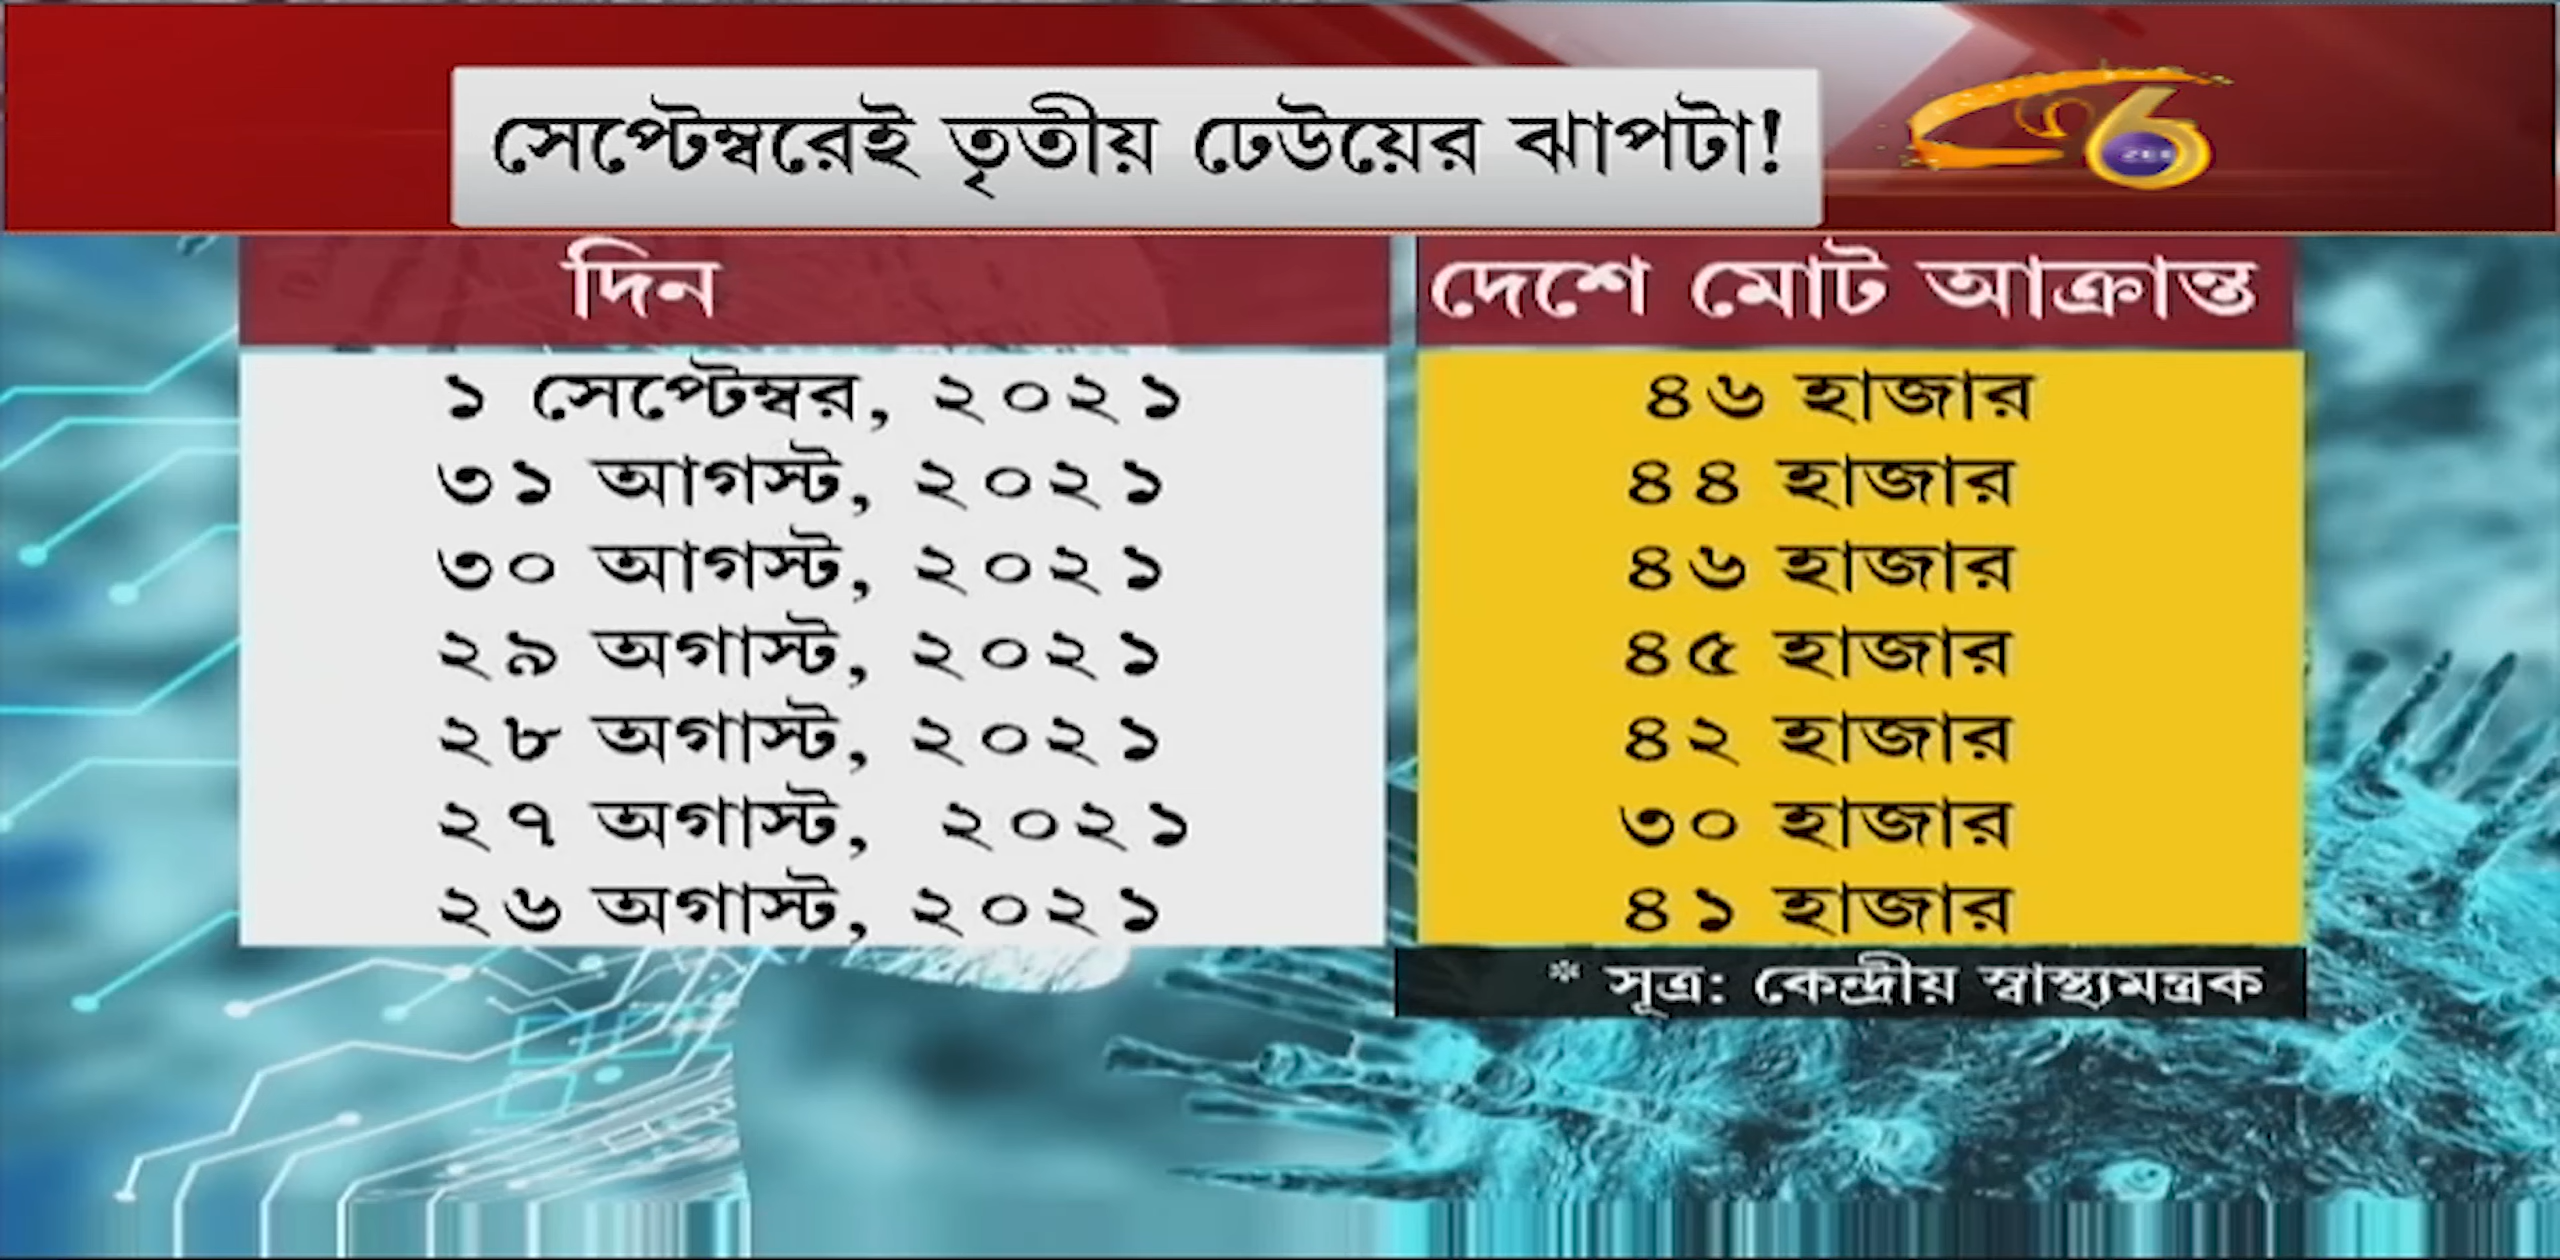 সেপ্টেম্বরেই তৃতীয় ঢেউয়ের ঝাপটা!
দিন
দেশে মোট আক্রান্ত
১ সেপ্টেম্বর, ২০২১
৪৬ হাজার
৩১ আগস্ট, ২০২১
৪৪ হাজার
৩০ আগস্ট, ২০২১
৪৬ হাজার
২৯ অগাস্ট, ২০২১
৪৫ হাজার
২৮ অগাস্ট, ২০২১
৪২ হাজার
২৭ অগাস্ট, ২০২১
৩০ হাজার
২৬ অগাস্ট, ২০২১
৪১ হাজার
* সূত্র: কেন্দ্রীয় স্বাস্থ্যমন্ত্রক